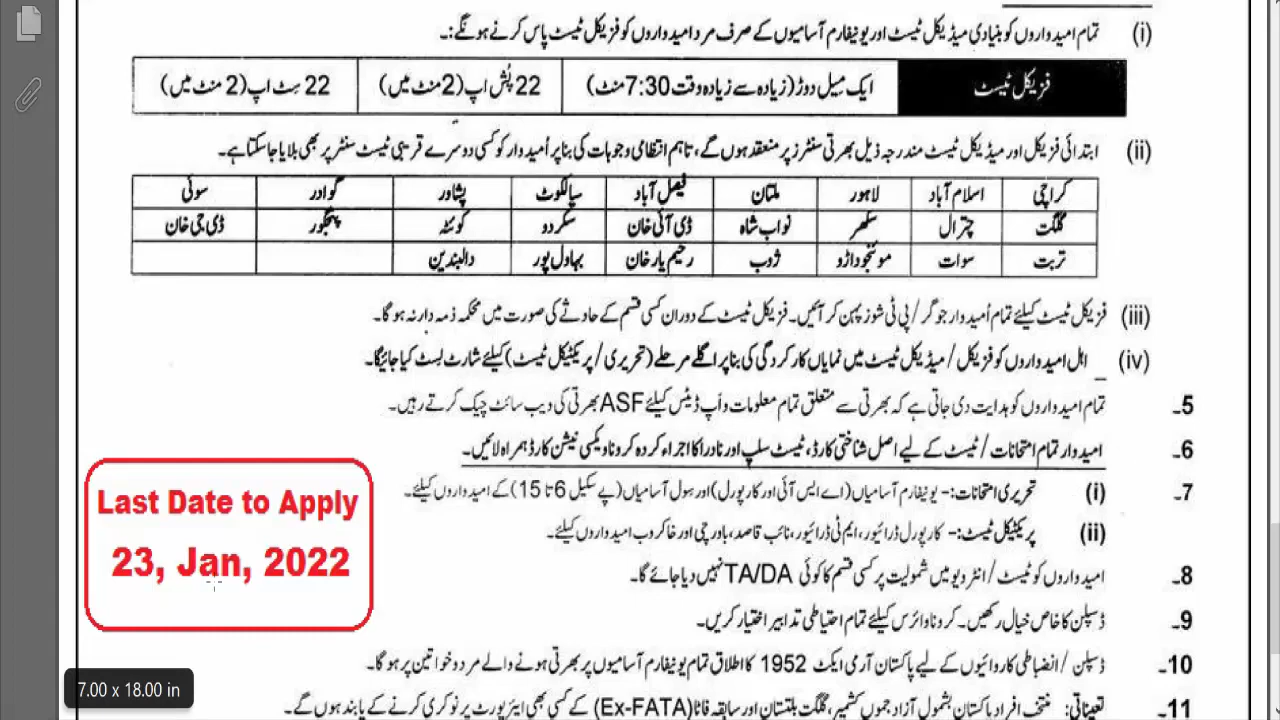 (i) تمام امیدواروں کو بنیادی میڈیکل ٹیسٹ اور یونیفارم آسامیوں کے صرف مرد امیدواروں کو فزیکل ٹیسٹ پاس کرنے ہونگے:۔
فزیکل ٹیسٹ ایک میل دوڑ (زیادہ سے زیادہ وقت 7:30 منٹ) 22 پُش اپ (2 منٹ میں) 22 سِٹ اپ (2 منٹ میں)
(ii) ابتدائی فزیکل اور میڈیکل ٹیسٹ مندرجہ ذیل بھرتی سنٹرز پر منعقد ہوں گے، تاہم انتظامی وجوہات کی بنا پر اُمیدوار کو کسی دوسرے قریبی ٹیسٹ سنٹر پر بھی بلایا جا سکتا ہے۔
کراچی اسلام آباد لاہور ملتان فیصل آباد سیالکوٹ پشاور گوادر سوئی
گلگت چترال سکھر نواب شاہ ڈی آئی خان سکردو کوئٹہ پنجگور ڈی جی خان
تربت سوات موئنجوداڑو ژوب رحیم یار خان بہاول پور دالبندین
(iii) فزیکل ٹیسٹ کیلئے تمام اُمیدوار جوگر/پی ٹی شوز پہن کر آئیں۔ فزیکل ٹیسٹ کے دوران کسی قسم کے حادثے کی صورت میں محکمہ ذمہ دار نہ ہو گا۔
(iv) اہل امیدواروں کو فزیکل/میڈیکل ٹیسٹ میں نمایاں کارکردگی کی بنا پر اگلے مرحلے (تحریری/پریکٹیکل ٹیسٹ) کیلئے شارٹ لسٹ کیا جائیگا۔
5۔ تمام امیدواروں کو ہدایت دی جاتی ہے کہ بھرتی سے متعلق تمام معلومات و اَپ ڈیٹس کیلئے ASF بھرتی کی ویب سائٹ چیک کرتے رہیں۔
6۔ امیدوار تمام امتحانات/ٹیسٹ کے لیے اصل شناختی کارڈ، ٹیسٹ سلپ اور نادرا کا اجراء کردہ کرونا ویکسی نیشن کارڈ ہمراہ لائیں۔
7۔ (i) تحریری امتحانات:- یونیفارم آسامیاں (اے ایس آئی اور کارپورل) اور سِول آسامیاں (پے سکیل 6 تا 15) کے امیدواروں کیلئے۔
(ii) پریکٹیکل ٹیسٹ:- کارپورل ڈرائیور، ایم ٹی ڈرائیور، نائب قاصد، باورچی اور خاکروب امیدواروں کیلئے۔
8۔ امیدواروں کو ٹیسٹ/انٹرویو میں شمولیت پر کسی قسم کا کوئی TA/DA نہیں دیا جائے گا۔
9۔ ڈسپلن کا خاص خیال رکھیں۔ کرونا وائرس کیلئے تمام احتیاطی تدابیر اختیار کریں۔
10۔ ڈسپلن/انضباطی کاروائیوں کے لیے پاکستان آرمی ایکٹ 1952 کا اطلاق تمام یونیفارم آسامیوں پر بھرتی ہونے والے مرد و خواتین پر ہو گا۔
11۔ تعیناتی: منتخب افراد پاکستان بشمول آزاد جموں کشمیر، گلگت بلتستان اور سابقہ فاٹا (Ex-FATA) کے کسی بھی ایئرپورٹ پر نوکری کرنے کے پابند ہوں گے۔
Last Date to Apply
23, Jan, 2022
7.00 x 18.00 in